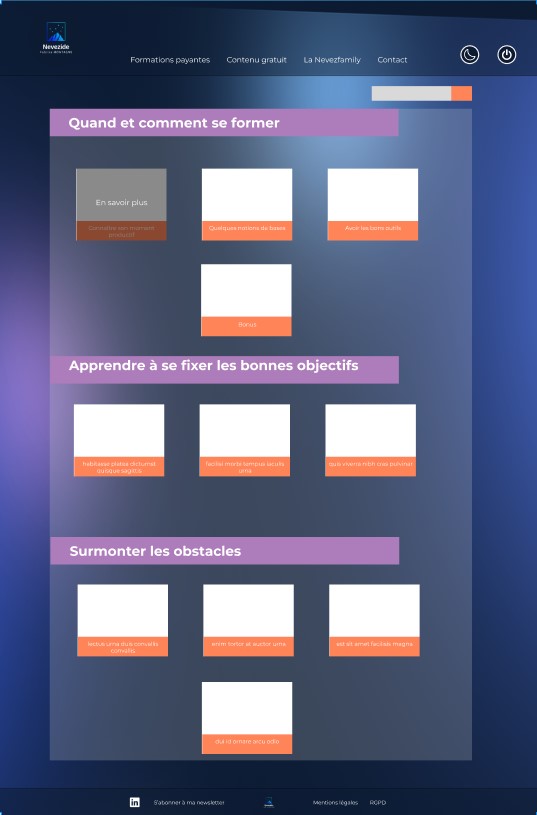 Nevezide
Formations payantes
Contenu gratuit
La Nevezfamily
Contact
Quand et comment se former
En savoir plus
Connaitre son moment
productif
Quelques notions de bases
Avoir les biens outils
Bonus
Apprendre à se fixer les bonnes objectifs
habitasse platea dictumst
quisque sagittis
facilisi morbi tempus iaculis
urna
quis viverra nibh cras pulvinar
Surmonter les obstacles
lectus urna duis convallis
convallis
enim tortor at auctor urna
est sit amet facilisis magna
dui id ornare arcu odio
S'abonner à ma newsletter
Mentions légales
RGPD